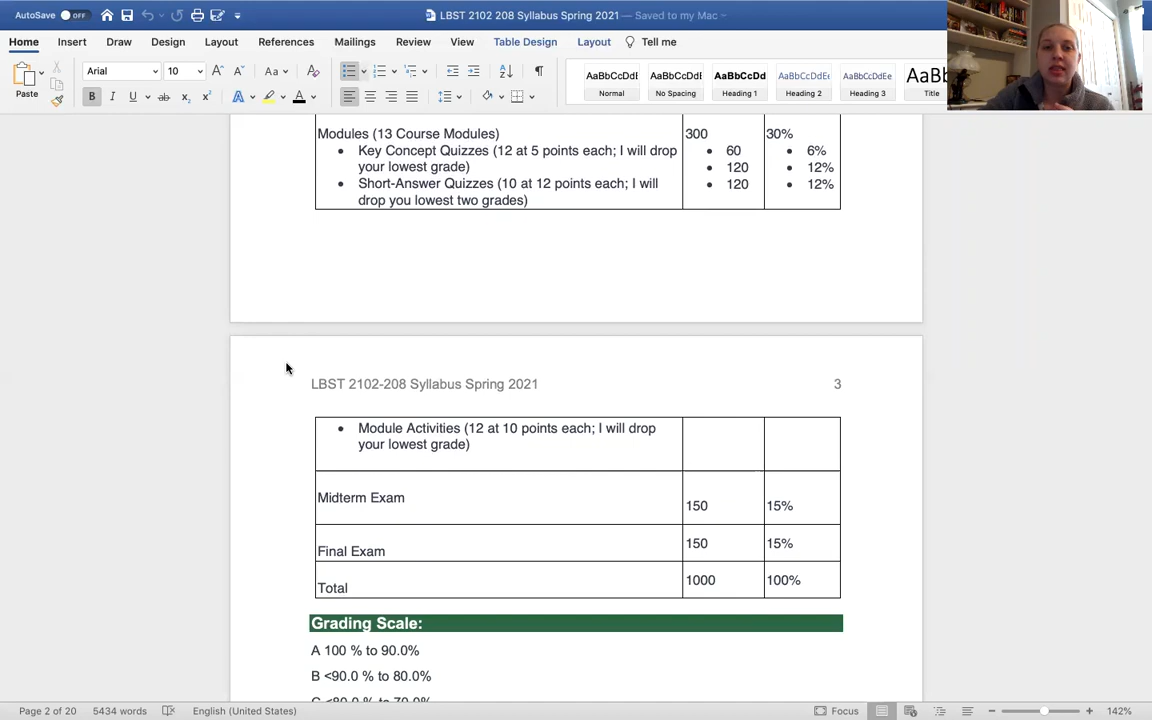 AutoSave OFF
LBST 2102 208 Syllabus Spring 2021 — Saved to my Mac
Home Insert Draw Design Layout References Mailings Review View Table Design Layout Tell me
Paste
Arial 10
AaBbCcDdEe AaBbCcDdEe AaBbCcDd AaBbCcDdEe AaBbCcDdEe AaBb
Normal No Spacing Heading 1 Heading 2 Heading 3 Title
Modules (13 Course Modules) 300 30%
• Key Concept Quizzes (12 at 5 points each; I will drop • 60 • 6%
your lowest grade) • 120 • 12%
• Short-Answer Quizzes (10 at 12 points each; I will • 120 • 12%
drop you lowest two grades)
LBST 2102-208 Syllabus Spring 2021 3
• Module Activities (12 at 10 points each; I will drop
your lowest grade)
Midterm Exam 150 15%
Final Exam 150 15%
Total 1000 100%
Grading Scale:
A 100 % to 90.0%
B <90.0 % to 80.0%
C <80.0 % to 70.0%
Page 2 of 20 5434 words English (United States) Focus 142%